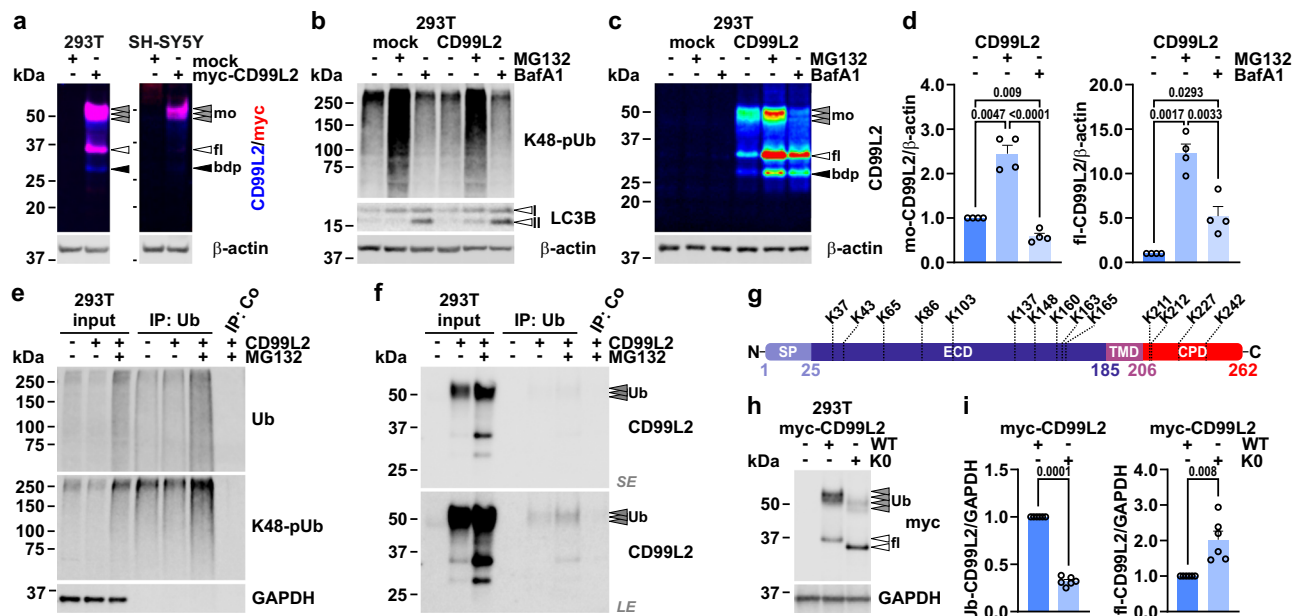 a
293T
SH-SY5Y
+ - + - mock
- + - + myc-CD99L2
kDa
50
37
25
20
37
mo
fl
bdp
CD99L2/myc
β-actin
b
293T
mock CD99L2
- + - - + - MG132
- - + - - + BafA1
kDa
250
150
100
75
50
37
25
15
37
K48-pUb
I
II
LC3B
β-actin
c
293T
mock CD99L2
- + - - + - MG132
- - + - - + BafA1
kDa
50
37
25
20
37
mo
fl
bdp
CD99L2
β-actin
d
CD99L2
- + - MG132
- - + BafA1
mo-CD99L2/β-actin
4.0
3.0
2.0
1.0
0.0
0.009
0.0047 <0.0001
CD99L2
- + - MG132
- - + BafA1
fl-CD99L2/β-actin
20.0
15.0
10.0
5.0
0.0
0.0293
0.0017 0.0033
e
293T
input IP: Ub IP: Co
- + + - + + + CD99L2
- - + - - + + MG132
kDa
250
150
100
75
250
150
100
75
37
Ub
K48-pUb
GAPDH
f
293T
input IP: Ub IP: Co
- + + - + + + CD99L2
- - + - - + + MG132
kDa
50
37
25
50
37
25
Ub
CD99L2
SE
Ub
CD99L2
LE
g
K37 K43 K65 K86 K103 K137 K148 K160 K163 K165 K211 K212 K227 K242
N- SP ECD TMD CPD -C
1 25 185 206 262
h
293T
myc-CD99L2
- + - WT
- - + K0
kDa
50
37
25
37
Ub
myc
fl
GAPDH
i
myc-CD99L2
+ - WT
- + K0
Ub-CD99L2/GAPDH
1.5
1.0
0.5
0.0
0.0001
myc-CD99L2
+ - WT
- + K0
fl-CD99L2/GAPDH
4.0
3.0
2.0
1.0
0.0
0.008